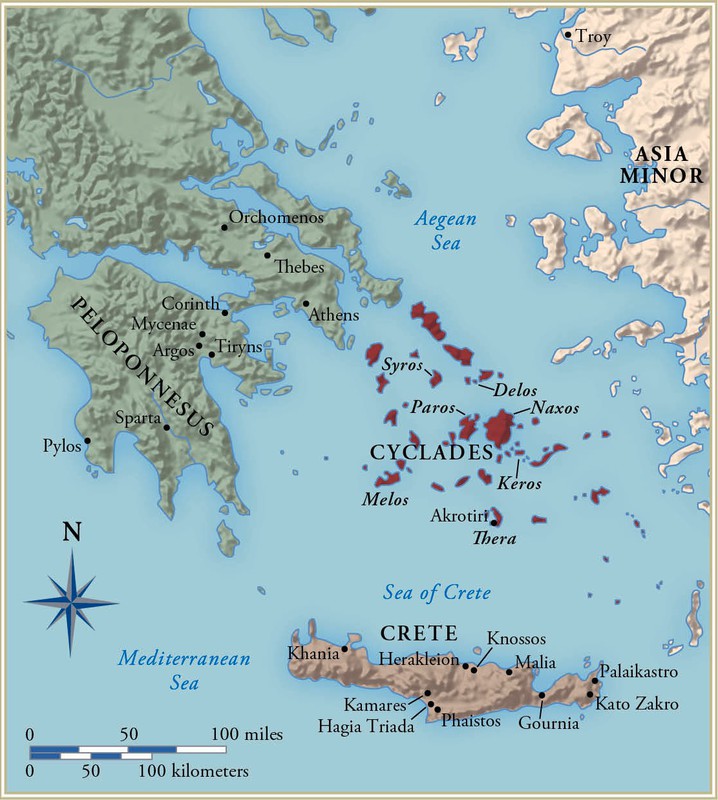 Troy
ASIA
MINOR
Aegean
Sea
Orchomenos
Thebes
Corinth
Athens
Mycenae
Argos
Tiryns
PELOPONNESUS
Sparta
Pylos
Syros
Delos
Paros
Naxos
CYCLADES
Keros
Melos
Akrotiri
Thera
N
Sea of Crete
CRETE
Knossos
Khania
Herakleion
Malia
Mediterranean
Sea
Palaikastro
Kamares
Kato Zakro
Hagia Triada
Phaistos
Gournia
0 50 100 miles
0 50 100 kilometers